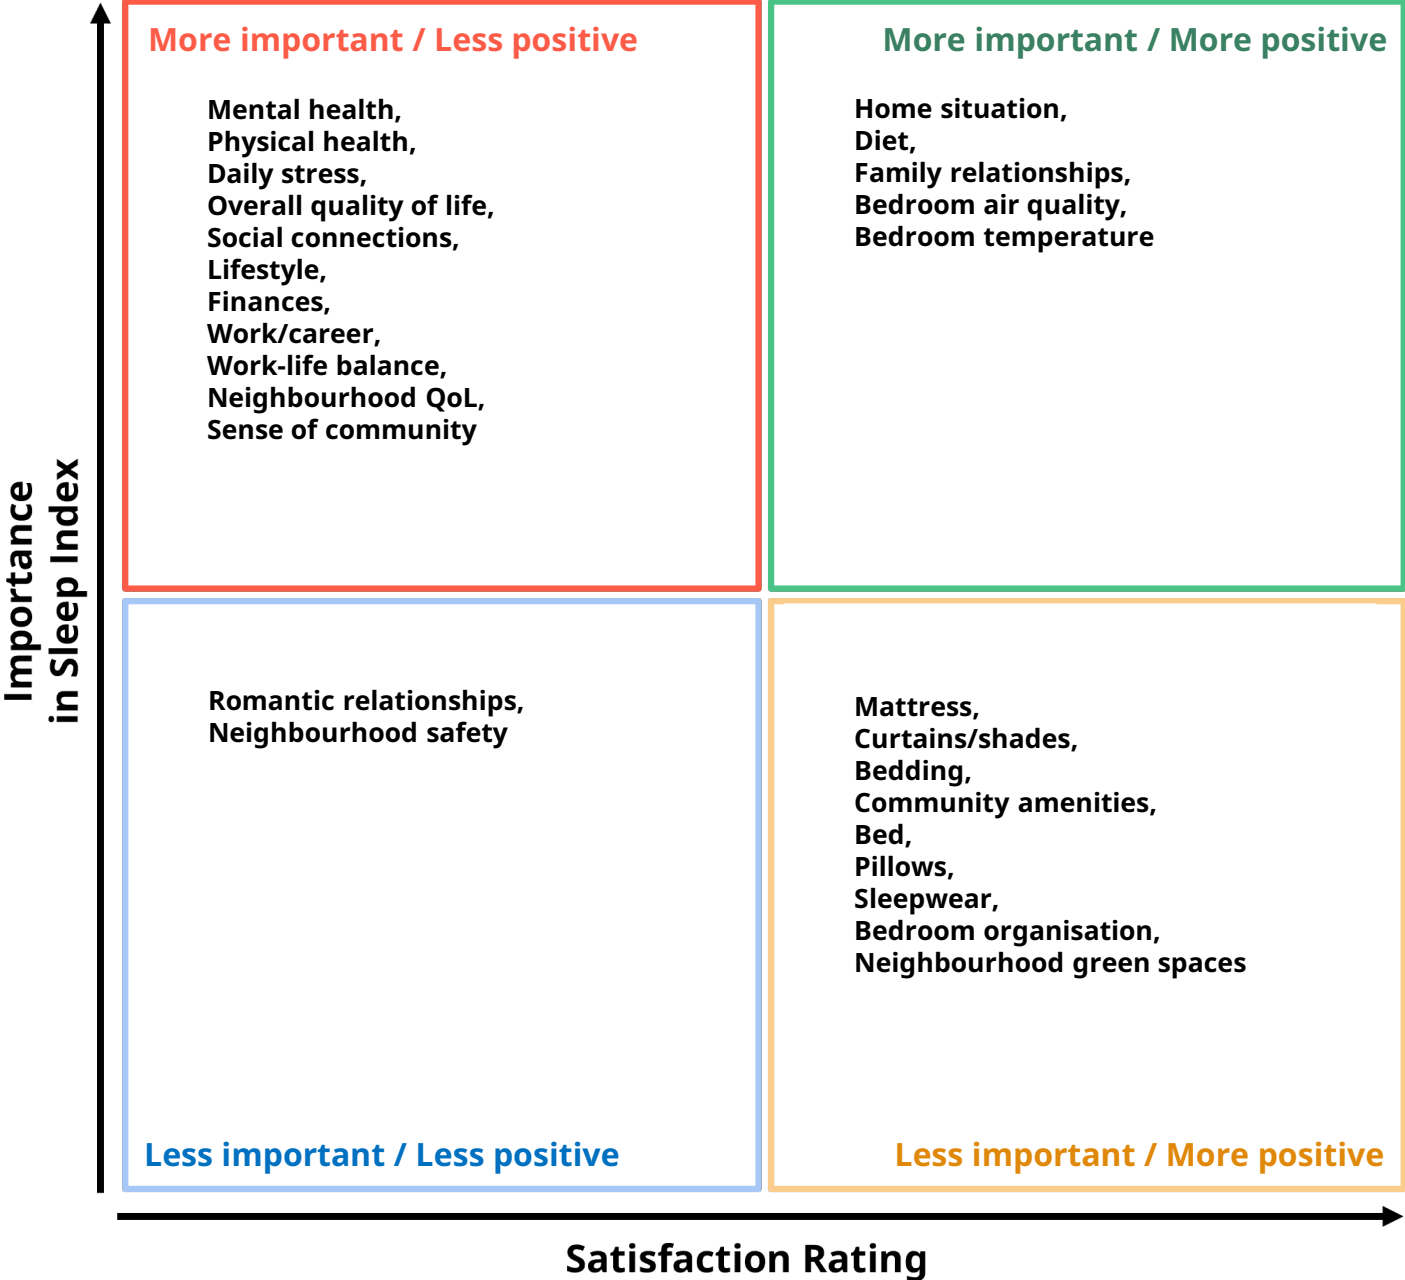 More important / Less positive
Mental health,
Physical health,
Daily stress,
Overall quality of life,
Social connections,
Lifestyle,
Finances,
Work/career,
Work-life balance,
Neighbourhood QoL,
Sense of community
More important / More positive
Home situation,
Diet,
Family relationships,
Bedroom air quality,
Bedroom temperature
Importance
in Sleep Index
Romantic relationships,
Neighbourhood safety
Less important / Less positive
Mattress,
Curtains/shades,
Bedding,
Community amenities,
Bed,
Pillows,
Sleepwear,
Bedroom organisation,
Neighbourhood green spaces
Less important / More positive
Satisfaction Rating